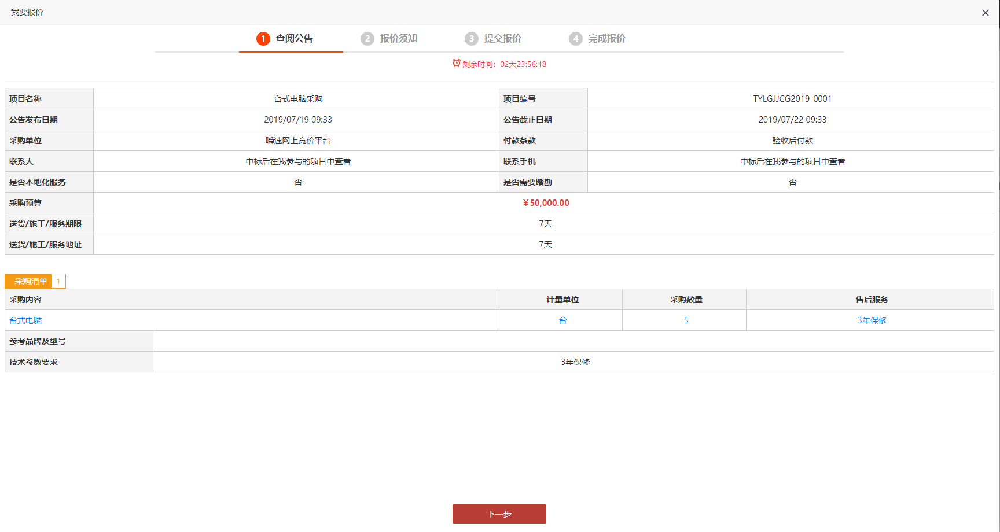 我要报价
1 查阅公告 2 报价须知 3 提交报价 4 完成报价
剩余时间：02天23:56:18
项目名称 台式电脑采购 项目编号 TYLGJJCG2019-0001
公告发布日期 2019/07/19 09:33 公告截止日期 2019/07/22 09:33
采购单位 瞬速网上竞价平台 付款条款 验收后付款
联系人 中标后在我参与的项目中查看 联系手机 中标后在我参与的项目中查看
是否本地化服务 否 是否需要踏勘 否
采购预算 ¥50,000.00
送货/施工/服务期限 7天
送货/施工/服务地址 7天
采购清单 1
采购内容 计量单位 采购数量 售后服务
台式电脑 台 5 3年保修
参考品牌及型号
技术参数要求 3年保修
下一步